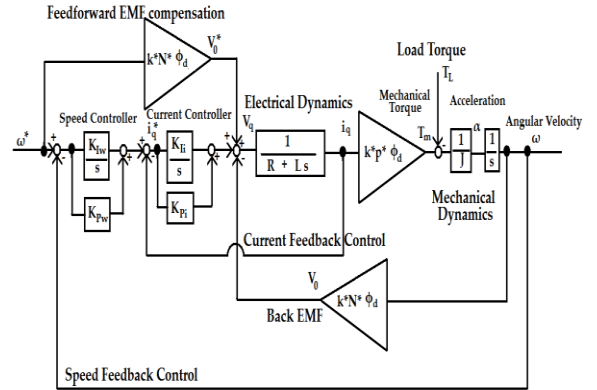 Feedforward EMF compensation
k*N* ϕd
V0*
Load Torque
TL
Speed Controller
Current Controller
Electrical Dynamics
Mechanical Torque
Acceleration
Angular Velocity
ω*
+
-
KIw
s
KPw
+
+
iq*
+
-
KIi
s
KPi
+
+
+
+
-
Vq
1
R + Ls
iq
k*p* ϕd
Tm
-
1
J
α
1
s
ω
Mechanical
Dynamics
Current Feedback Control
V0
k*N* ϕd
Back EMF
Speed Feedback Control